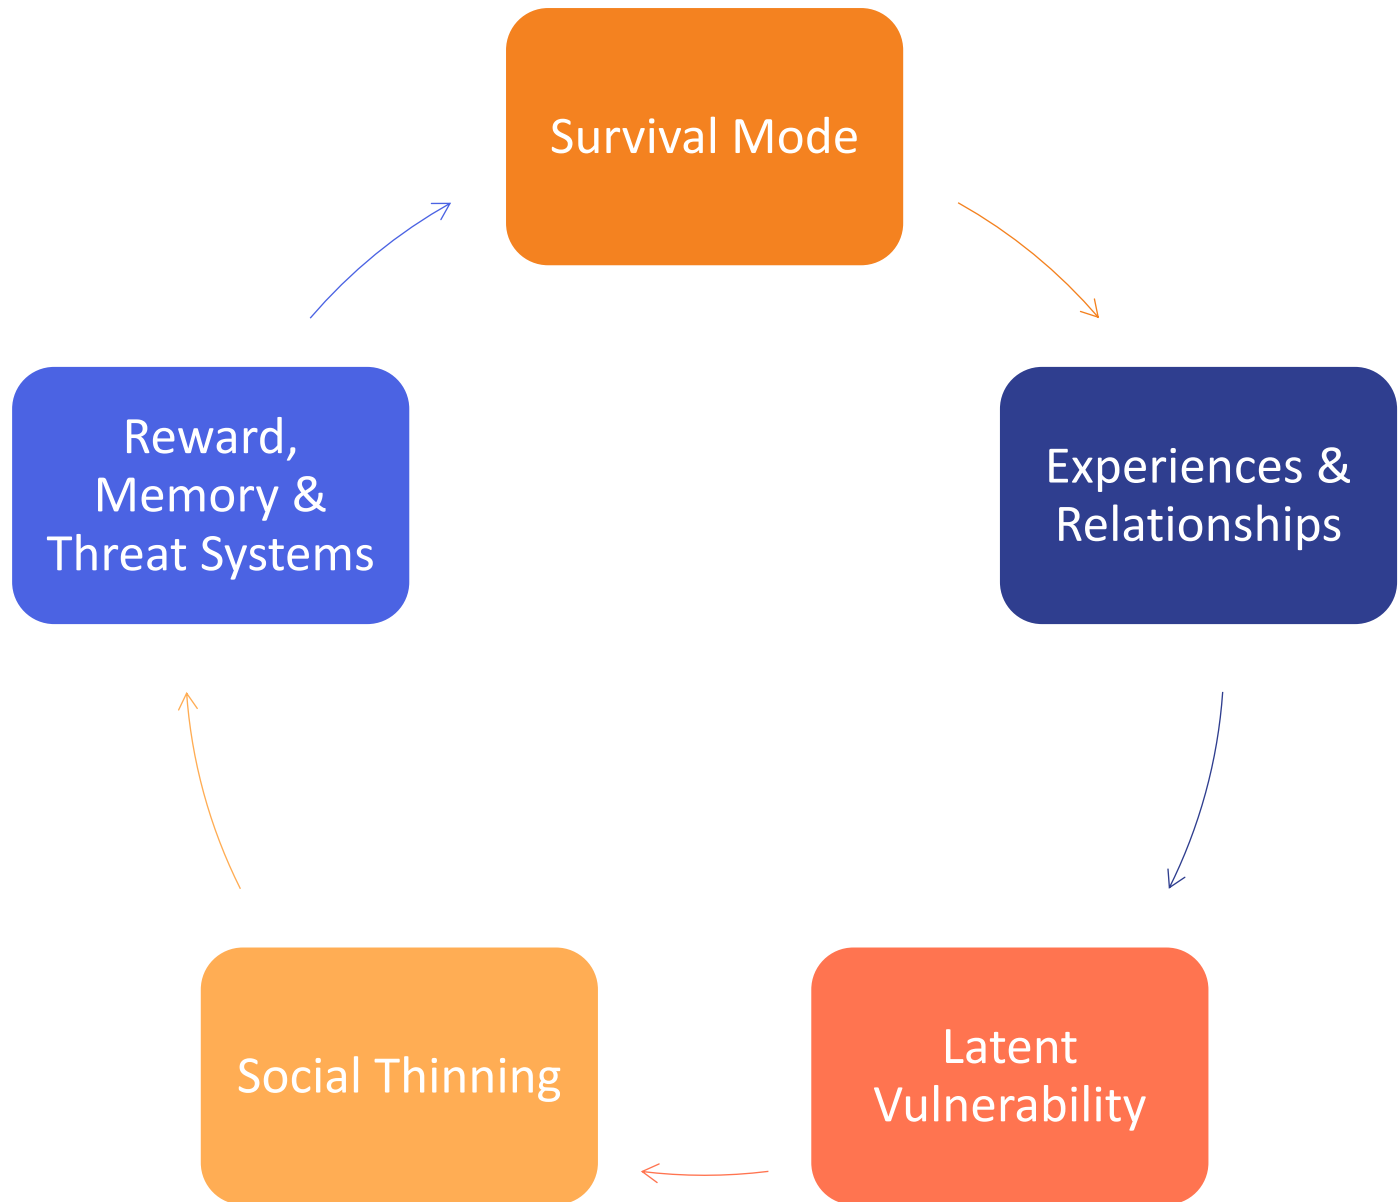 Survival Mode
Experiences &
Relationships
Latent
Vulnerability
Social Thinning
Reward,
Memory &
Threat Systems